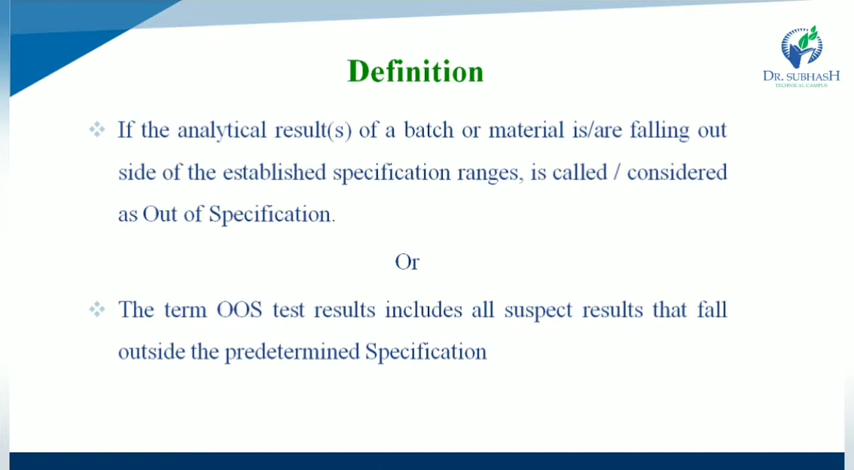 DR. SUBHASH
TECHNICAL CAMPUS
Definition
If the analytical result(s) of a batch or material is/are falling out
side of the established specification ranges, is called / considered
as Out of Specification.
Or
The term OOS test results includes all suspect results that fall
outside the predetermined Specification